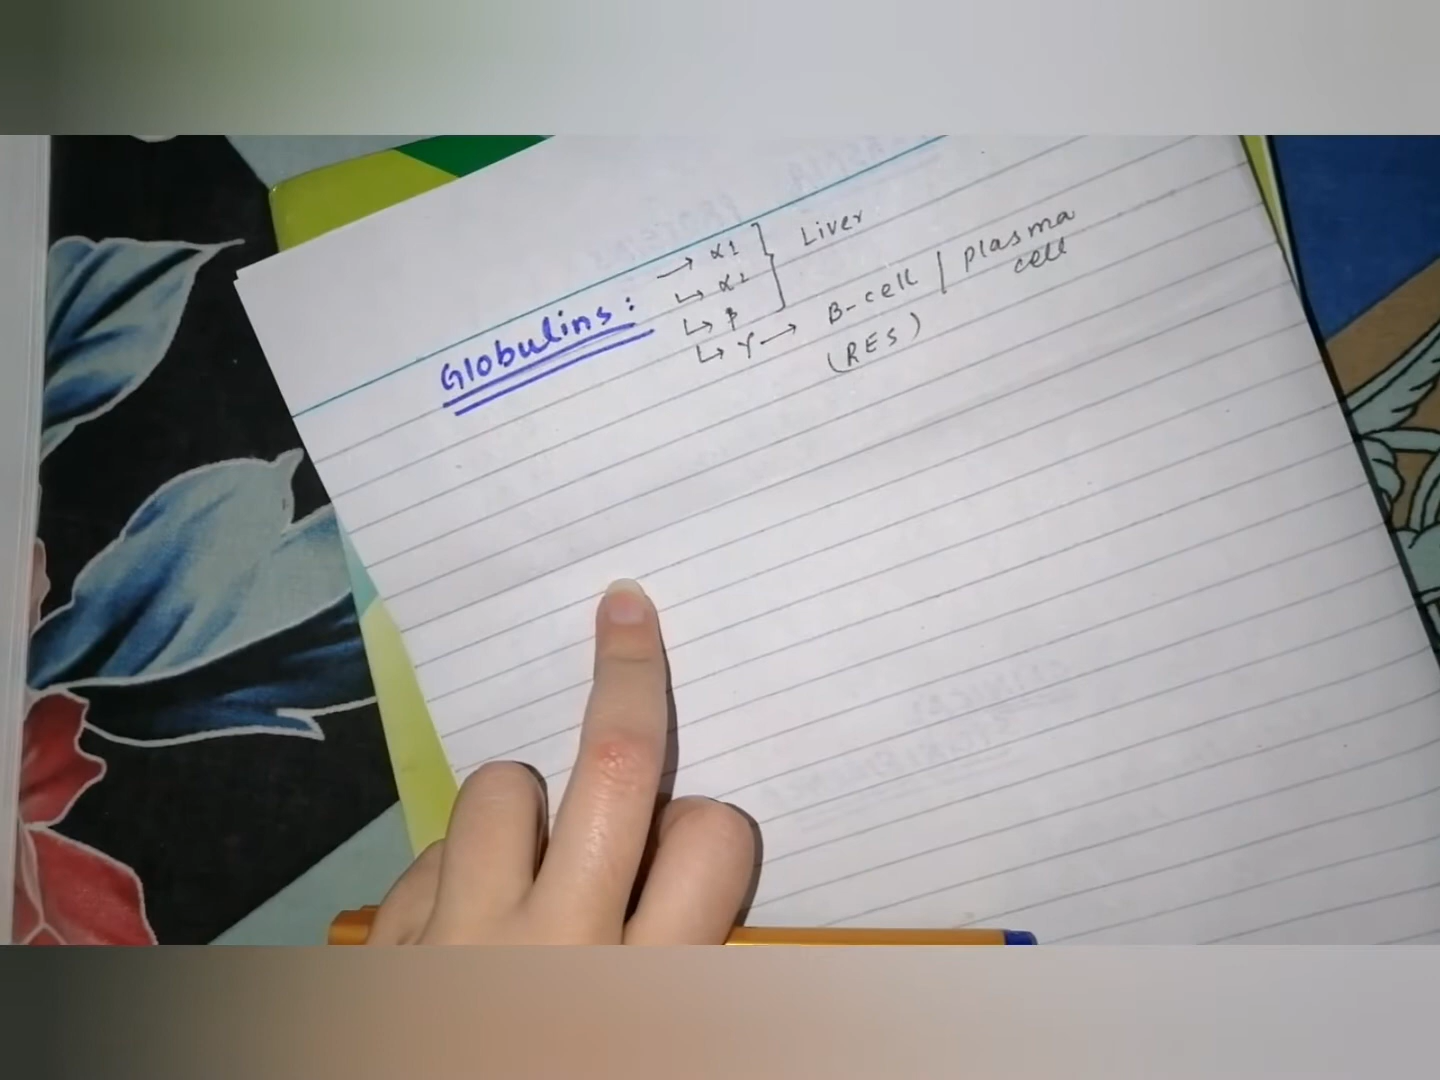 Globulins: → α1 } Liver
↳ α2
↳ β
↳ γ → B-cell / plasma cell
(RES)